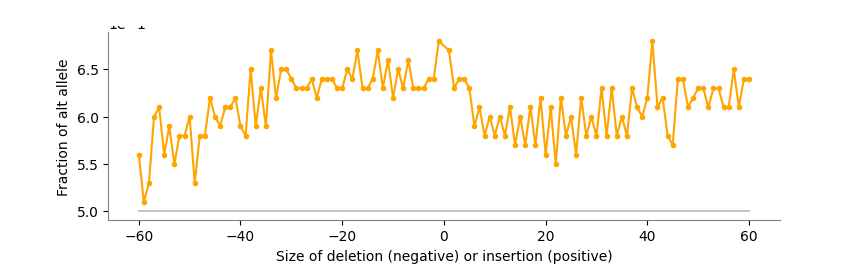 6.5
6.0
5.5
5.0
Fraction of alt allele
−60 −40 −20 0 20 40 60
Size of deletion (negative) or insertion (positive)